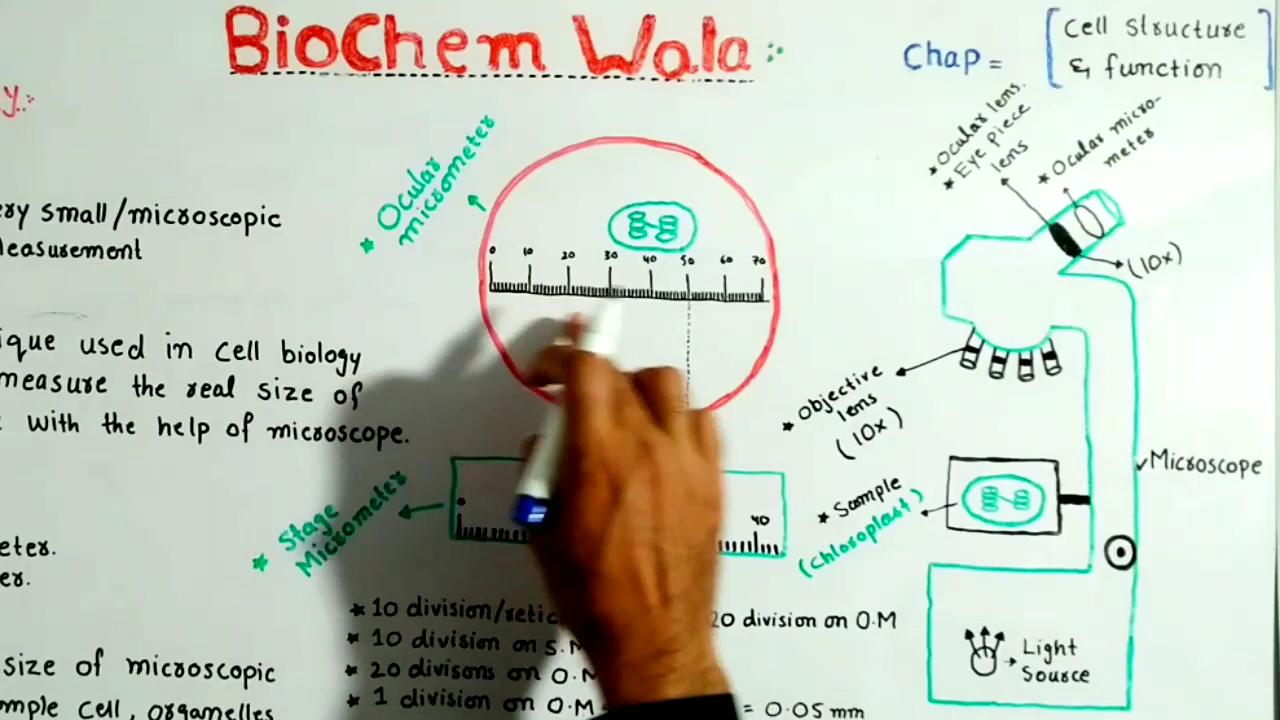 BioChem Wala :-
Chap = [Cell Structure
& function]
y :-
* Ocular
micrometer
* Ocular lens.
* Eye piece
lens
* Ocular micro-
meter
(10x)
ery small/microscopic
easurement
0 10 20 30 40 50 60 70
ique used in cell biology
measure the real size of
with the help of microscope.
* Objective
lens
(10x)
Microscope
* Sample
(chloroplast)
* Stage
Micrometer
0 40
eter.
er.
* 10 division/retic 20 division on O.M
* 10 division on S.M
* 20 divisons on O.M
* 1 division on O.M = 0.05 mm
size of microscopic
mple cell, organelles
Light
Source